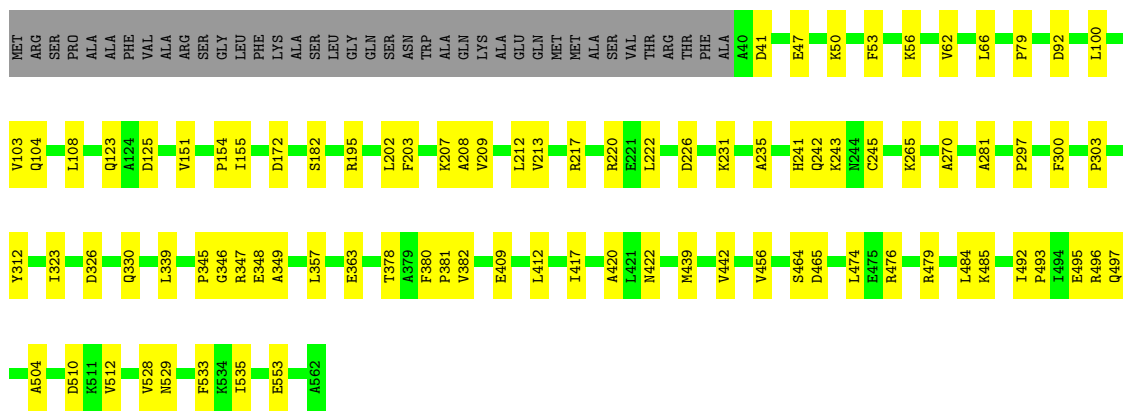 MET ARG SER PRO ALA ALA PHE VAL ALA ARG SER GLY LEU PHE LYS ALA SER LEU GLY GLN SER ASN TRP ALA GLN LYS ALA GLU GLN MET MET ALA SER VAL THR ARG THR PHE ALA A40 D41 E47 K50 F53 K56 V62 L66 P79 D92 L100
V103 Q104 L108 Q123 A124 D125 V151 P154 I155 D172 S182 R195 L202 F203 K207 A208 V209 L212 V213 R217 R220 E221 L222 D226 K231 A235 H241 Q242 K243 N244 C245 K265 A270 A281 P297 F300 P303
Y312 I323 D326 Q330 L339 P345 G346 R347 E348 A349 L357 E363 T378 A379 F380 P381 V382 E409 L412 I417 A420 L421 N422 M439 V442 V456 S464 D465 L474 E475 R476 R479 L484 K485 I492 P493 I494 E495 R496 Q497
A504 D510 K511 V512 V528 N529 F533 K534 I535 E553 A562